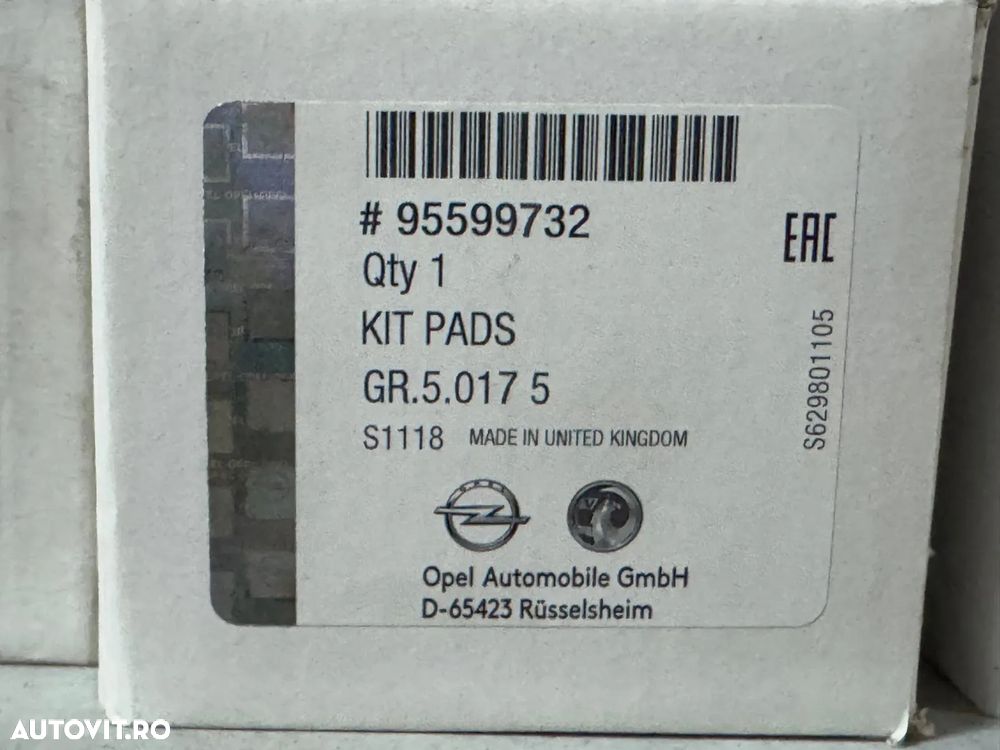 # 95599732
Qty 1
KIT PADS
GR.5.017 5
S1118 MADE IN UNITED KINGDOM
EAC
S629801105
OPEL
Opel Automobile GmbH
D-65423 Rüsselsheim
AUTOVIT.RO